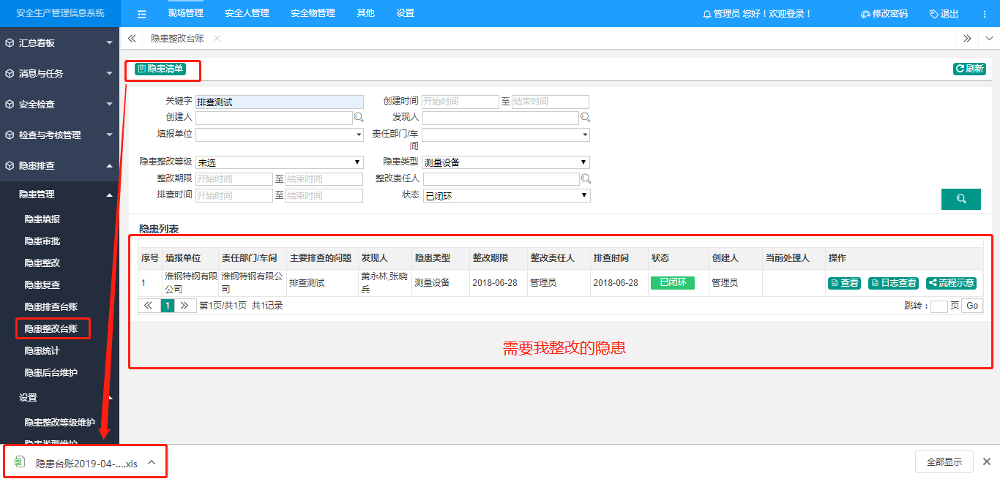 安全生产管理信息系统 现场管理 安全人管理 安全物管理 其他 设置 管理员 您好！欢迎登录！ 修改密码 退出
汇总看板
消息与任务
安全检查
检查与考核管理
隐患排查
隐患管理
隐患填报
隐患审批
隐患整改
隐患复查
隐患排查台账
隐患整改台账
隐患统计
隐患后台维护
设置
隐患整改等级维护
隐患类型维护
隐患整改台账
隐患清单 刷新
关键字 排查测试 创建时间 开始时间 至 结束时间
创建人 发现人
填报单位 责任部门/车
间
隐患整改等级 未选 隐患类型 测量设备
整改期限 开始时间 至 结束时间 整改责任人
排查时间 开始时间 至 结束时间 状态 已闭环
隐患列表
序号 填报单位 责任部门/车间 主要排查的问题 发现人 隐患类型 整改期限 整改责任人 排查时间 状态 创建人 当前处理人 操作
1 淮钢特钢有限公司 淮钢特钢有限公司 排查测试 黄永林,张晓兵 测量设备 2018-06-28 管理员 2018-06-28 已闭环 管理员 查看 日志查看 流程示意
1 第1页/共1页 共1记录 跳转： 页 Go
需要我整改的隐患
隐患台账2019-04-....xls 全部显示